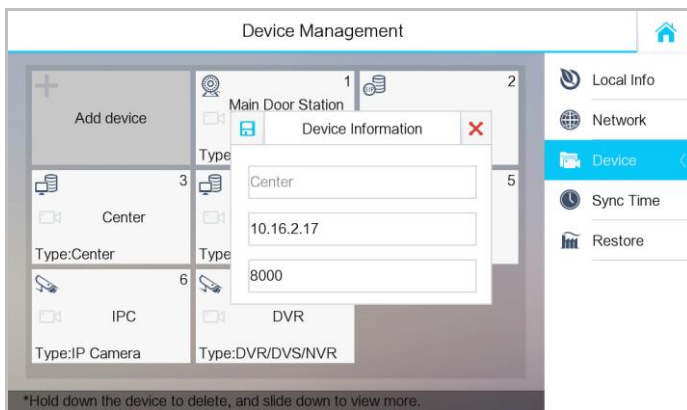 Device Management
Add device
1
Main Door Station
Type
2
3
Center
Type:Center
Type
5
6
IPC
Type:IP Camera
DVR
Type:DVR/DVS/NVR
Device Information
Center
10.16.2.17
8000
*Hold down the device to delete, and slide down to view more.
Local Info
Network
Device
Sync Time
Restore